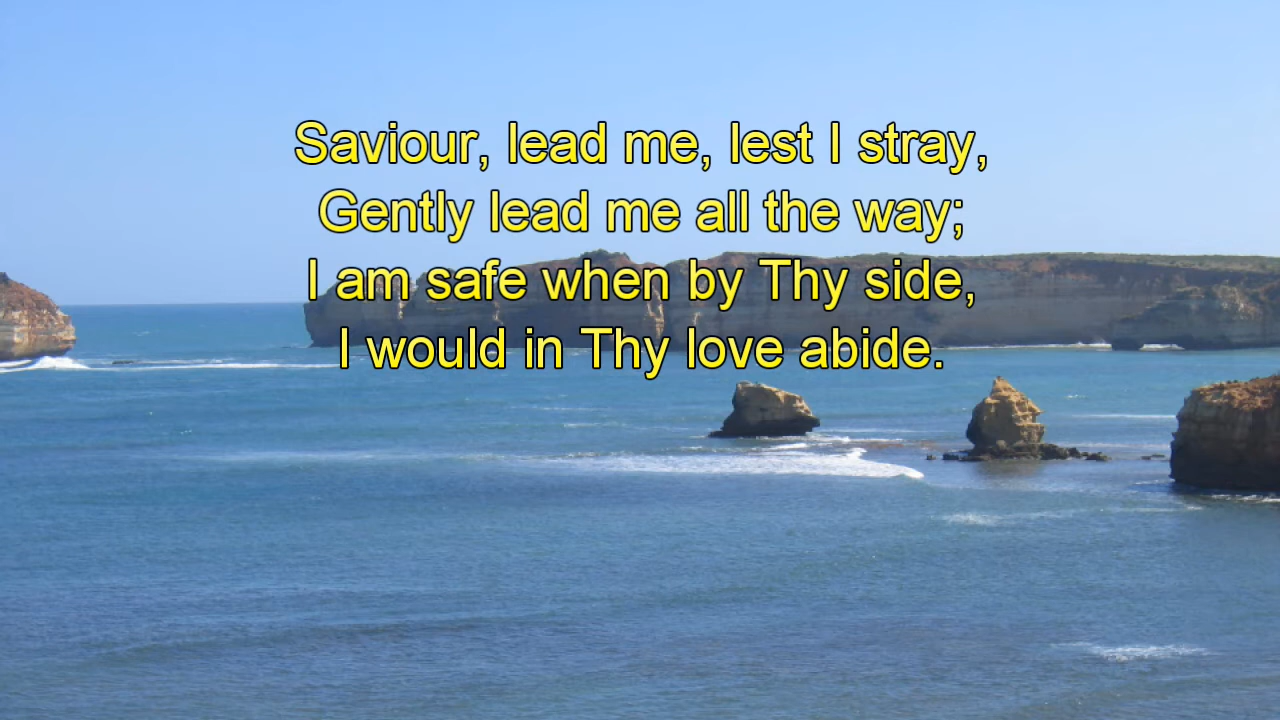 Saviour, lead me, lest I stray,
Gently lead me all the way;
I am safe when by Thy side,
I would in Thy love abide.